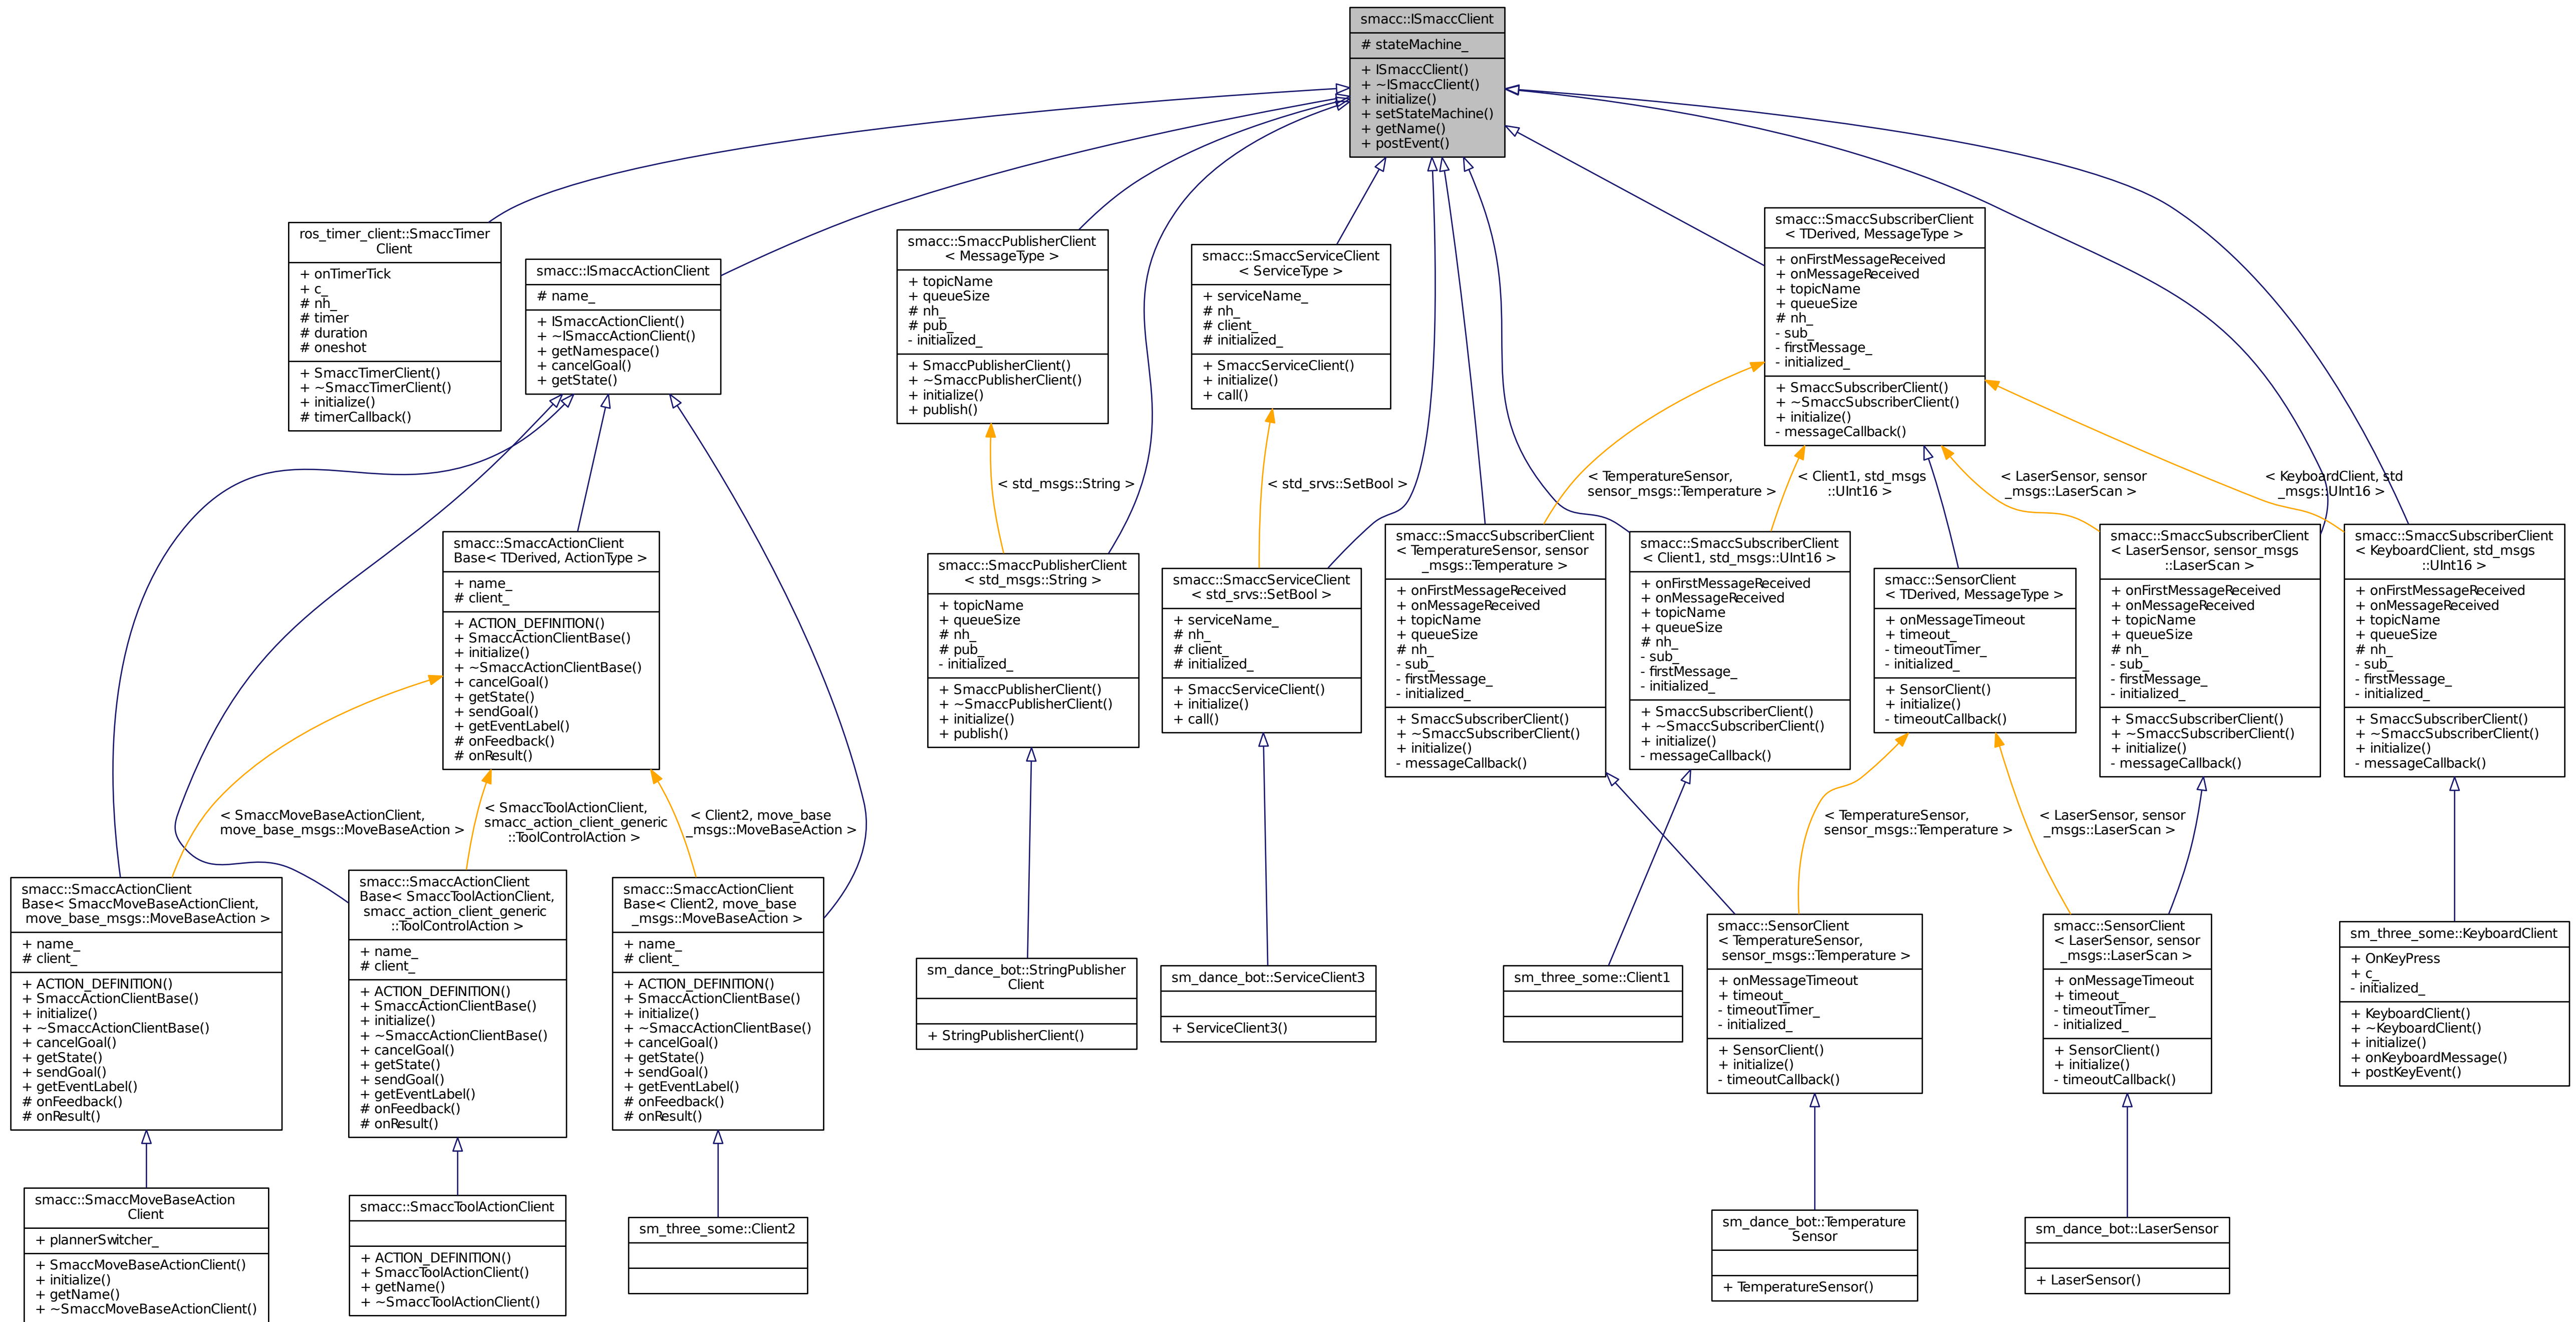 smacc::ISmaccClient
# stateMachine_
+ ISmaccClient()
+ ~ISmaccClient()
+ initialize()
+ setStateMachine()
+ getName()
+ postEvent()
ros_timer_client::SmaccTimer
Client
+ onTimerTick
+ c_
# nh_
# timer
# duration
# oneshot
+ SmaccTimerClient()
+ ~SmaccTimerClient()
+ initialize()
# timerCallback()
smacc::ISmaccActionClient
# name_
+ ISmaccActionClient()
+ ~ISmaccActionClient()
+ getNamespace()
+ cancelGoal()
+ getState()
smacc::SmaccPublisherClient
< MessageType >
+ topicName
+ queueSize
# nh_
# pub_
- initialized_
+ SmaccPublisherClient()
+ ~SmaccPublisherClient()
+ initialize()
+ publish()
smacc::SmaccServiceClient
< ServiceType >
+ serviceName_
# nh_
# client_
# initialized_
+ SmaccServiceClient()
+ initialize()
+ call()
smacc::SmaccSubscriberClient
< TDerived, MessageType >
+ onFirstMessageReceived
+ onMessageReceived
+ topicName
+ queueSize
# nh_
- sub_
- firstMessage_
- initialized_
+ SmaccSubscriberClient()
+ ~SmaccSubscriberClient()
+ initialize()
- messageCallback()
< std_msgs::String >
< std_srvs::SetBool >
< TemperatureSensor,
sensor_msgs::Temperature >
< Client1, std_msgs
::UInt16 >
< LaserSensor, sensor
_msgs::LaserScan >
< KeyboardClient, std
_msgs::UInt16 >
smacc::SmaccActionClient
Base< TDerived, ActionType >
+ name_
# client_
+ ACTION_DEFINITION()
+ SmaccActionClientBase()
+ initialize()
+ ~SmaccActionClientBase()
+ cancelGoal()
+ getState()
+ sendGoal()
+ getEventLabel()
# onFeedback()
# onResult()
smacc::SmaccPublisherClient
< std_msgs::String >
+ topicName
+ queueSize
# nh_
# pub_
- initialized_
+ SmaccPublisherClient()
+ ~SmaccPublisherClient()
+ initialize()
+ publish()
smacc::SmaccServiceClient
< std_srvs::SetBool >
+ serviceName_
# nh_
# client_
# initialized_
+ SmaccServiceClient()
+ initialize()
+ call()
smacc::SmaccSubscriberClient
< TemperatureSensor, sensor
_msgs::Temperature >
+ onFirstMessageReceived
+ onMessageReceived
+ topicName
+ queueSize
# nh_
- sub_
- firstMessage_
- initialized_
+ SmaccSubscriberClient()
+ ~SmaccSubscriberClient()
+ initialize()
- messageCallback()
smacc::SmaccSubscriberClient
< Client1, std_msgs::UInt16 >
+ onFirstMessageReceived
+ onMessageReceived
+ topicName
+ queueSize
# nh_
- sub_
- firstMessage_
- initialized_
+ SmaccSubscriberClient()
+ ~SmaccSubscriberClient()
+ initialize()
- messageCallback()
smacc::SensorClient
< TDerived, MessageType >
+ onMessageTimeout
+ timeout_
- timeoutTimer_
- initialized_
+ SensorClient()
+ initialize()
- timeoutCallback()
smacc::SmaccSubscriberClient
< LaserSensor, sensor_msgs
::LaserScan >
+ onFirstMessageReceived
+ onMessageReceived
+ topicName
+ queueSize
# nh_
- sub_
- firstMessage_
- initialized_
+ SmaccSubscriberClient()
+ ~SmaccSubscriberClient()
+ initialize()
- messageCallback()
smacc::SmaccSubscriberClient
< KeyboardClient, std_msgs
::UInt16 >
+ onFirstMessageReceived
+ onMessageReceived
+ topicName
+ queueSize
# nh_
- sub_
- firstMessage_
- initialized_
+ SmaccSubscriberClient()
+ ~SmaccSubscriberClient()
+ initialize()
- messageCallback()
< SmaccMoveBaseActionClient,
move_base_msgs::MoveBaseAction >
< SmaccToolActionClient,
smacc_action_client_generic
::ToolControlAction >
< Client2, move_base
_msgs::MoveBaseAction >
< TemperatureSensor,
sensor_msgs::Temperature >
< LaserSensor, sensor
_msgs::LaserScan >
smacc::SmaccActionClient
Base< SmaccMoveBaseActionClient,
move_base_msgs::MoveBaseAction >
+ name_
# client_
+ ACTION_DEFINITION()
+ SmaccActionClientBase()
+ initialize()
+ ~SmaccActionClientBase()
+ cancelGoal()
+ getState()
+ sendGoal()
+ getEventLabel()
# onFeedback()
# onResult()
smacc::SmaccActionClient
Base< SmaccToolActionClient,
smacc_action_client_generic
::ToolControlAction >
+ name_
# client_
+ ACTION_DEFINITION()
+ SmaccActionClientBase()
+ initialize()
+ ~SmaccActionClientBase()
+ cancelGoal()
+ getState()
+ sendGoal()
+ getEventLabel()
# onFeedback()
# onResult()
smacc::SmaccActionClient
Base< Client2, move_base
_msgs::MoveBaseAction >
+ name_
# client_
+ ACTION_DEFINITION()
+ SmaccActionClientBase()
+ initialize()
+ ~SmaccActionClientBase()
+ cancelGoal()
+ getState()
+ sendGoal()
+ getEventLabel()
# onFeedback()
# onResult()
sm_dance_bot::StringPublisher
Client
+ StringPublisherClient()
sm_dance_bot::ServiceClient3
+ ServiceClient3()
sm_three_some::Client1
smacc::SensorClient
< TemperatureSensor,
sensor_msgs::Temperature >
+ onMessageTimeout
+ timeout_
- timeoutTimer_
- initialized_
+ SensorClient()
+ initialize()
- timeoutCallback()
smacc::SensorClient
< LaserSensor, sensor
_msgs::LaserScan >
+ onMessageTimeout
+ timeout_
- timeoutTimer_
- initialized_
+ SensorClient()
+ initialize()
- timeoutCallback()
sm_three_some::KeyboardClient
+ OnKeyPress
+ c_
- initialized_
+ KeyboardClient()
+ ~KeyboardClient()
+ initialize()
+ onKeyboardMessage()
+ postKeyEvent()
smacc::SmaccMoveBaseAction
Client
+ plannerSwitcher_
+ SmaccMoveBaseActionClient()
+ initialize()
+ getName()
+ ~SmaccMoveBaseActionClient()
smacc::SmaccToolActionClient
+ ACTION_DEFINITION()
+ SmaccToolActionClient()
+ getName()
+ ~SmaccToolActionClient()
sm_three_some::Client2
sm_dance_bot::Temperature
Sensor
+ TemperatureSensor()
sm_dance_bot::LaserSensor
+ LaserSensor()